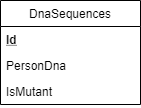 DnaSequences
Id
PersonDna
IsMutant